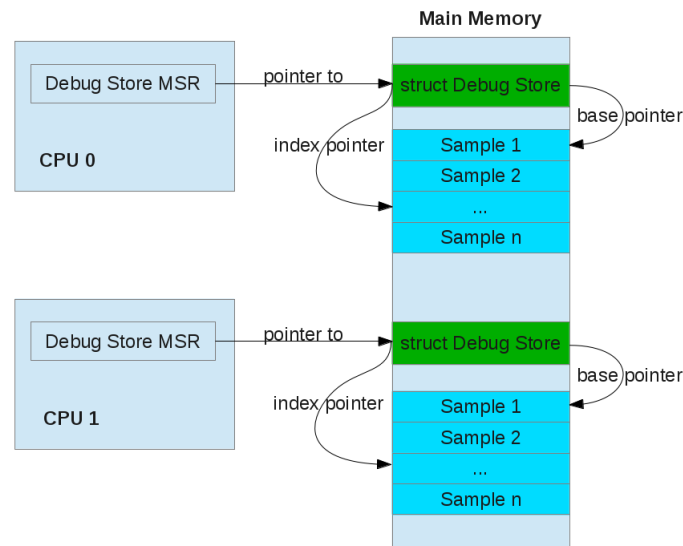 Main Memory
Debug Store MSR
pointer to
struct Debug Store
base pointer
CPU 0
index pointer
Sample 1
Sample 2
...
Sample n
Debug Store MSR
pointer to
struct Debug Store
base pointer
CPU 1
index pointer
Sample 1
Sample 2
...
Sample n